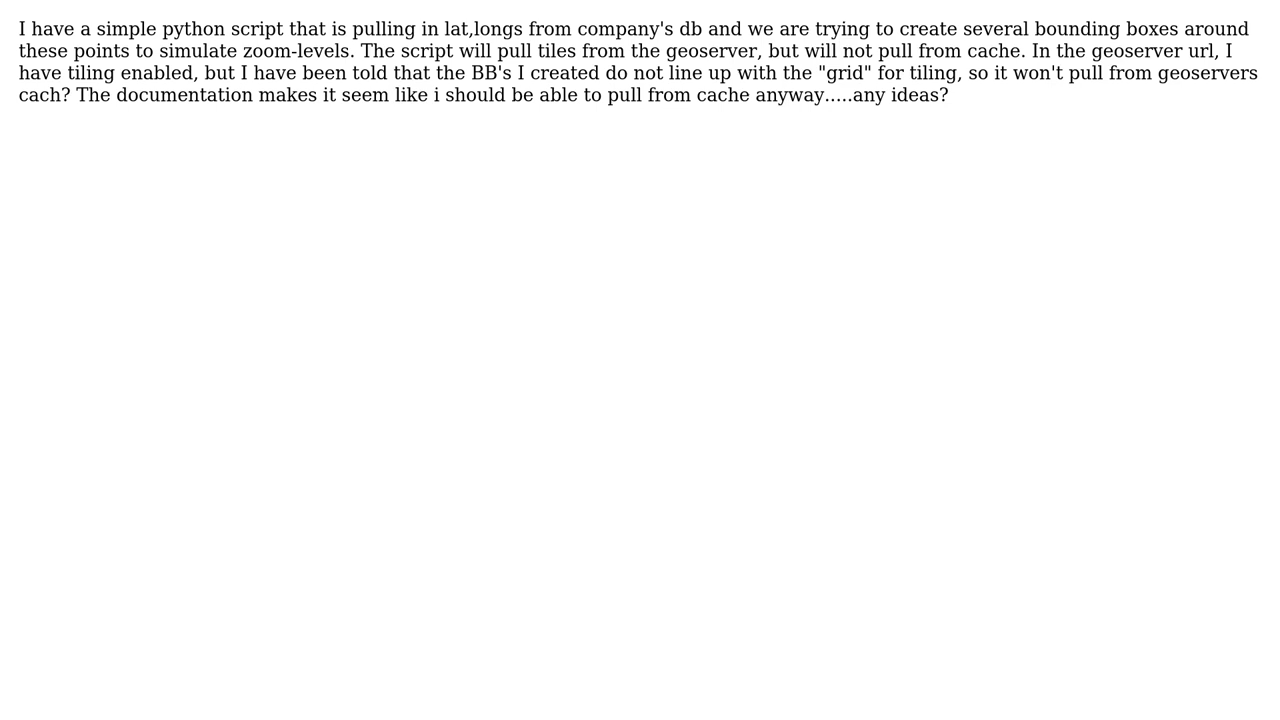 I have a simple python script that is pulling in lat,longs from company's db and we are trying to create several bounding boxes around
these points to simulate zoom-levels. The script will pull tiles from the geoserver, but will not pull from cache. In the geoserver url, I
have tiling enabled, but I have been told that the BB's I created do not line up with the "grid" for tiling, so it won't pull from geoservers
cach? The documentation makes it seem like i should be able to pull from cache anyway.....any ideas?